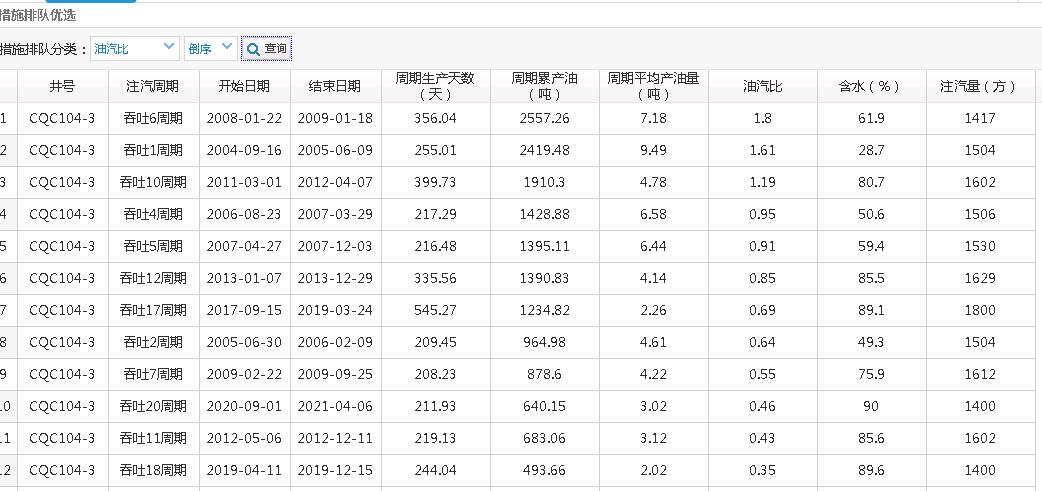 措施排队优选
措施排队分类： 油汽比 倒序 查询
井号 注汽周期 开始日期 结束日期 周期生产天数（天） 周期累产油（吨） 周期平均产油量（吨） 油汽比 含水（%） 注汽量（方）
1 CQC104-3 吞吐6周期 2008-01-22 2009-01-18 356.04 2557.26 7.18 1.8 61.9 1417
2 CQC104-3 吞吐1周期 2004-09-16 2005-06-09 255.01 2419.48 9.49 1.61 28.7 1504
3 CQC104-3 吞吐10周期 2011-03-01 2012-04-07 399.73 1910.3 4.78 1.19 80.7 1602
4 CQC104-3 吞吐4周期 2006-08-23 2007-03-29 217.29 1428.88 6.58 0.95 50.6 1506
5 CQC104-3 吞吐5周期 2007-04-27 2007-12-03 216.48 1395.11 6.44 0.91 59.4 1530
6 CQC104-3 吞吐12周期 2013-01-07 2013-12-29 335.56 1390.83 4.14 0.85 85.5 1629
7 CQC104-3 吞吐17周期 2017-09-15 2019-03-24 545.27 1234.82 2.26 0.69 89.1 1800
8 CQC104-3 吞吐2周期 2005-06-30 2006-02-09 209.45 964.98 4.61 0.64 49.3 1504
9 CQC104-3 吞吐7周期 2009-02-22 2009-09-25 208.23 878.6 4.22 0.55 75.9 1612
10 CQC104-3 吞吐20周期 2020-09-01 2021-04-06 211.93 640.15 3.02 0.46 90 1400
11 CQC104-3 吞吐11周期 2012-05-06 2012-12-11 219.13 683.06 3.12 0.43 85.6 1602
12 CQC104-3 吞吐18周期 2019-04-11 2019-12-15 244.04 493.66 2.02 0.35 89.6 1400